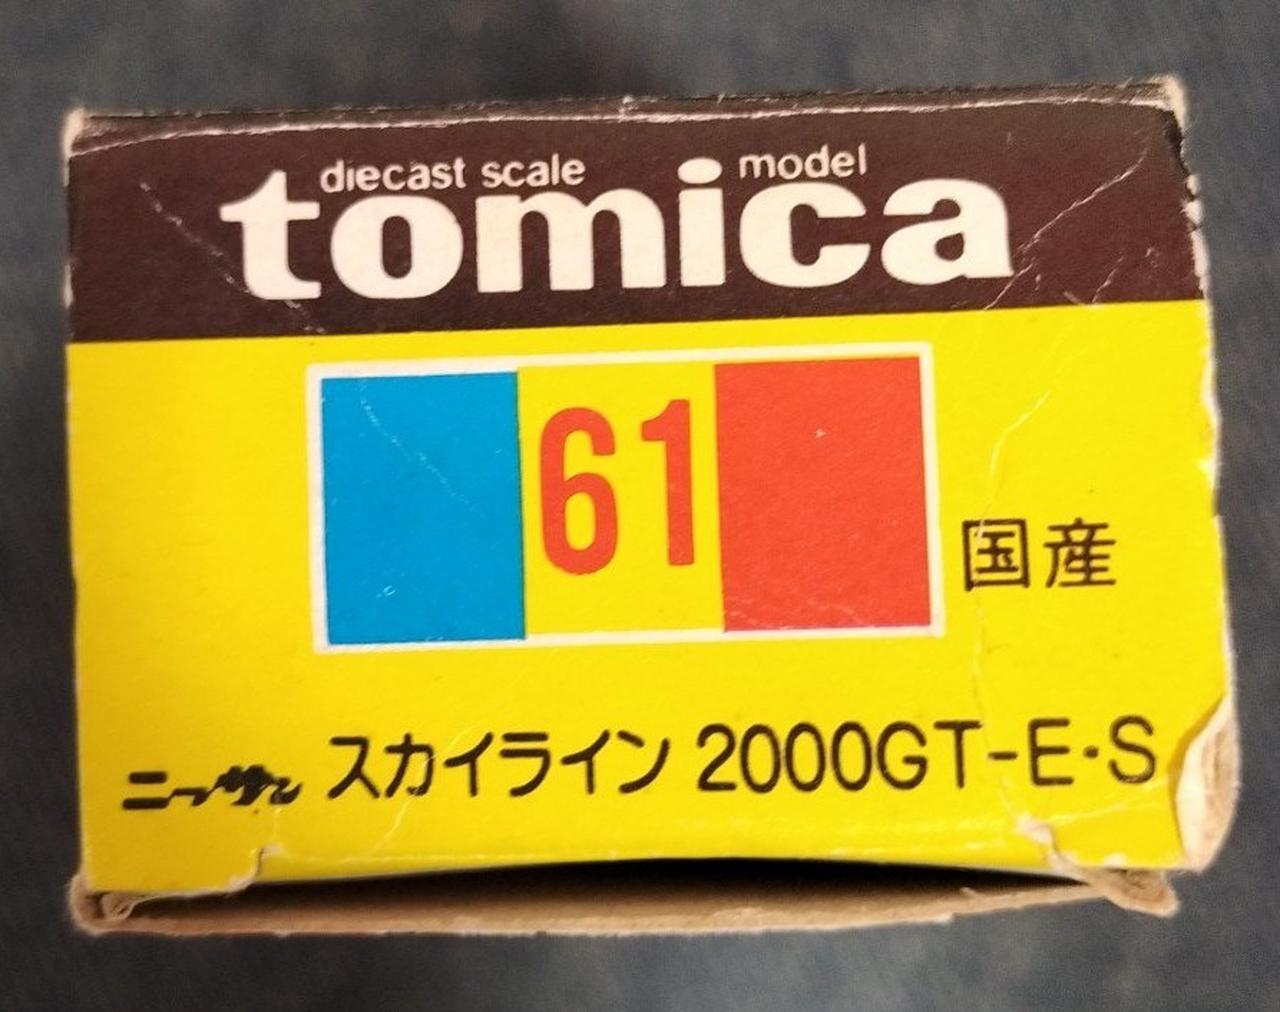 diecast scale model
tomica
61
国産
ニッサン スカイライン 2000GT-E·S